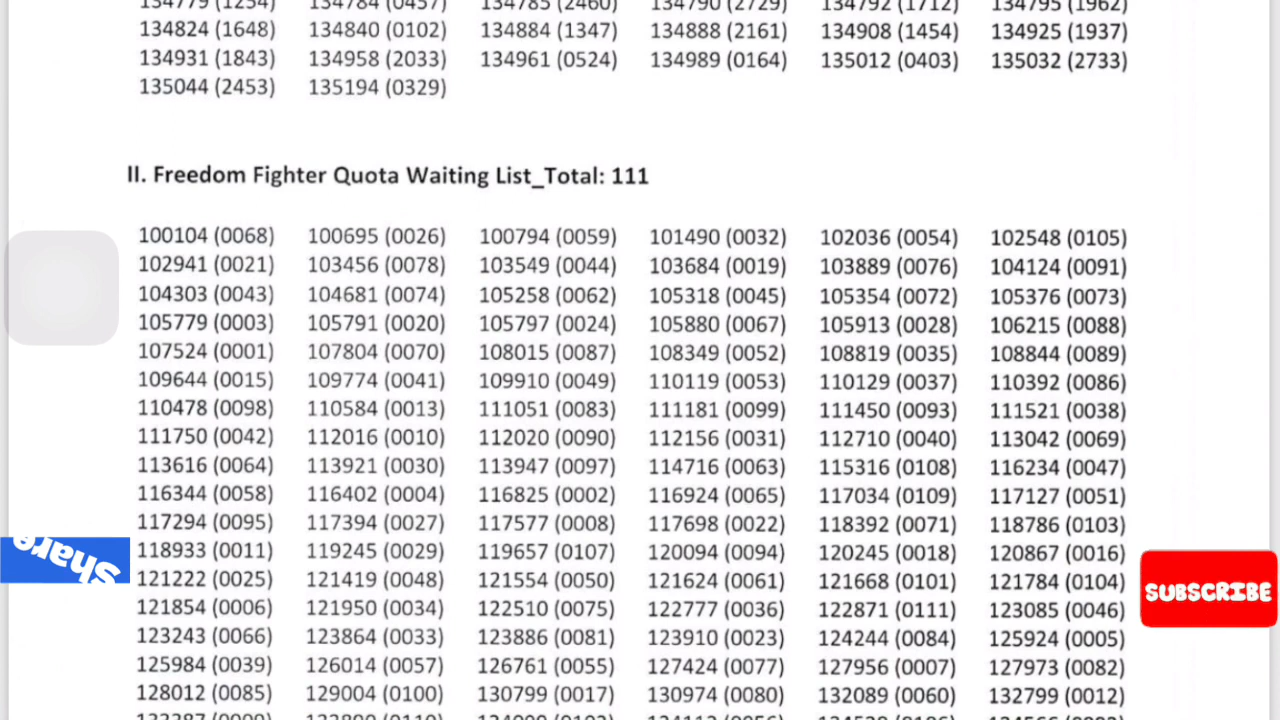 134779 (1254) 134784 (0457) 134785 (2460) 134790 (2729) 134792 (1712) 134795 (1962)
134824 (1648) 134840 (0102) 134884 (1347) 134888 (2161) 134908 (1454) 134925 (1937)
134931 (1843) 134958 (2033) 134961 (0524) 134989 (0164) 135012 (0403) 135032 (2733)
135044 (2453) 135194 (0329)
II. Freedom Fighter Quota Waiting List_Total: 111
100104 (0068) 100695 (0026) 100794 (0059) 101490 (0032) 102036 (0054) 102548 (0105)
102941 (0021) 103456 (0078) 103549 (0044) 103684 (0019) 103889 (0076) 104124 (0091)
104303 (0043) 104681 (0074) 105258 (0062) 105318 (0045) 105354 (0072) 105376 (0073)
105779 (0003) 105791 (0020) 105797 (0024) 105880 (0067) 105913 (0028) 106215 (0088)
107524 (0001) 107804 (0070) 108015 (0087) 108349 (0052) 108819 (0035) 108844 (0089)
109644 (0015) 109774 (0041) 109910 (0049) 110119 (0053) 110129 (0037) 110392 (0086)
110478 (0098) 110584 (0013) 111051 (0083) 111181 (0099) 111450 (0093) 111521 (0038)
111750 (0042) 112016 (0010) 112020 (0090) 112156 (0031) 112710 (0040) 113042 (0069)
113616 (0064) 113921 (0030) 113947 (0097) 114716 (0063) 115316 (0108) 116234 (0047)
116344 (0058) 116402 (0004) 116825 (0002) 116924 (0065) 117034 (0109) 117127 (0051)
117294 (0095) 117394 (0027) 117577 (0008) 117698 (0022) 118392 (0071) 118786 (0103)
118933 (0011) 119245 (0029) 119657 (0107) 120094 (0094) 120245 (0018) 120867 (0016)
121222 (0025) 121419 (0048) 121554 (0050) 121624 (0061) 121668 (0101) 121784 (0104)
121854 (0006) 121950 (0034) 122510 (0075) 122777 (0036) 122871 (0111) 123085 (0046)
123243 (0066) 123864 (0033) 123886 (0081) 123910 (0023) 124244 (0084) 125924 (0005)
125984 (0039) 126014 (0057) 126761 (0055) 127424 (0077) 127956 (0007) 127973 (0082)
128012 (0085) 129004 (0100) 130799 (0017) 130974 (0080) 132089 (0060) 132799 (0012)
share
SUBSCRIBE